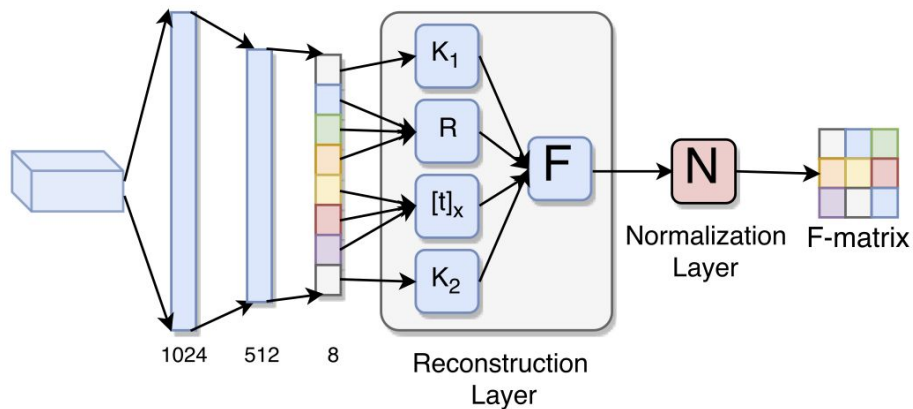 K₁
R
[t]ₓ
K₂
F
N
Normalization
Layer
F-matrix
1024
512
8
Reconstruction
Layer